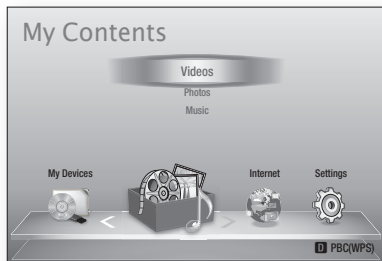 My Contents
Videos
Photos
Music
My Devices
Internet
Settings
D PBC(WPS)